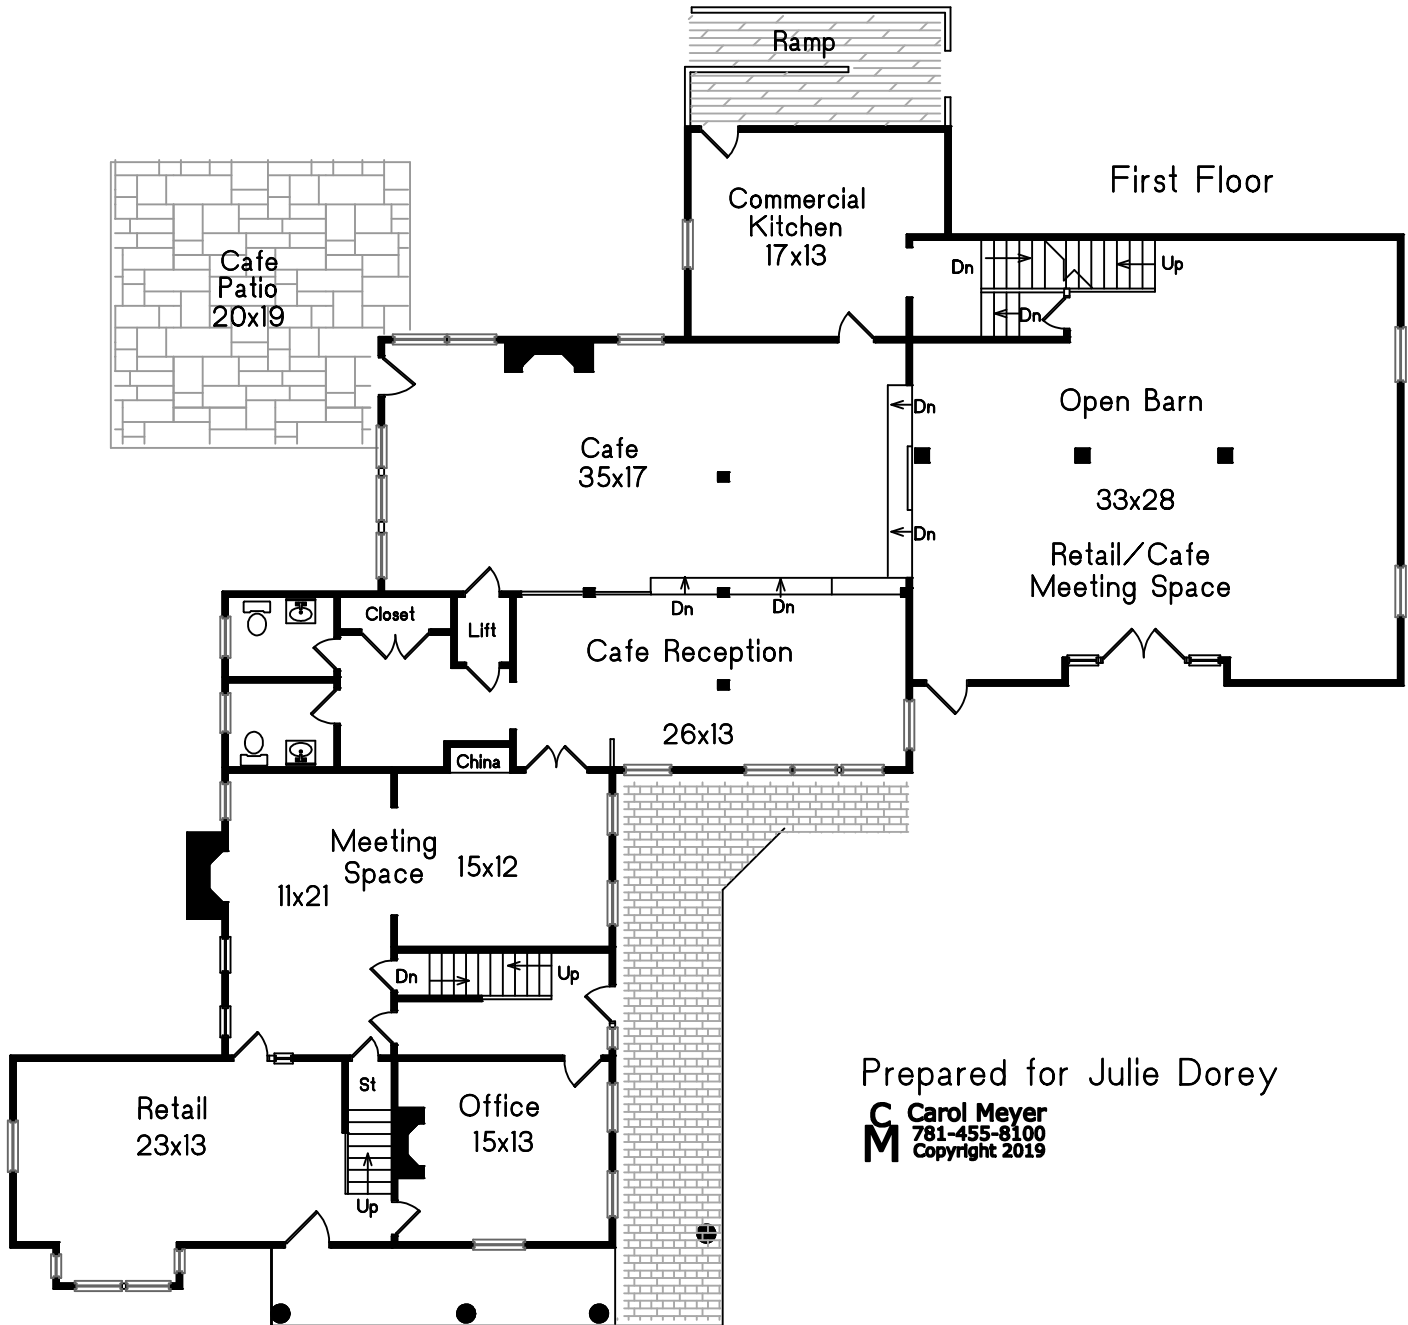 Ramp
First Floor
Commercial
Kitchen
17x13
Cafe
Patio
20x19
Dn
Up
Dn
Open Barn
Dn
Cafe
35x17
33x28
Dn
Retail/Cafe
Meeting Space
Closet
Lift
Dn
Dn
Cafe Reception
26x13
China
Meeting
Space
15x12
11x21
Dn
Up
Prepared for Julie Dorey
St
Retail
23x13
Office
15x13
C
M
Carol Meyer
781-455-8100
Copyright 2019
Up